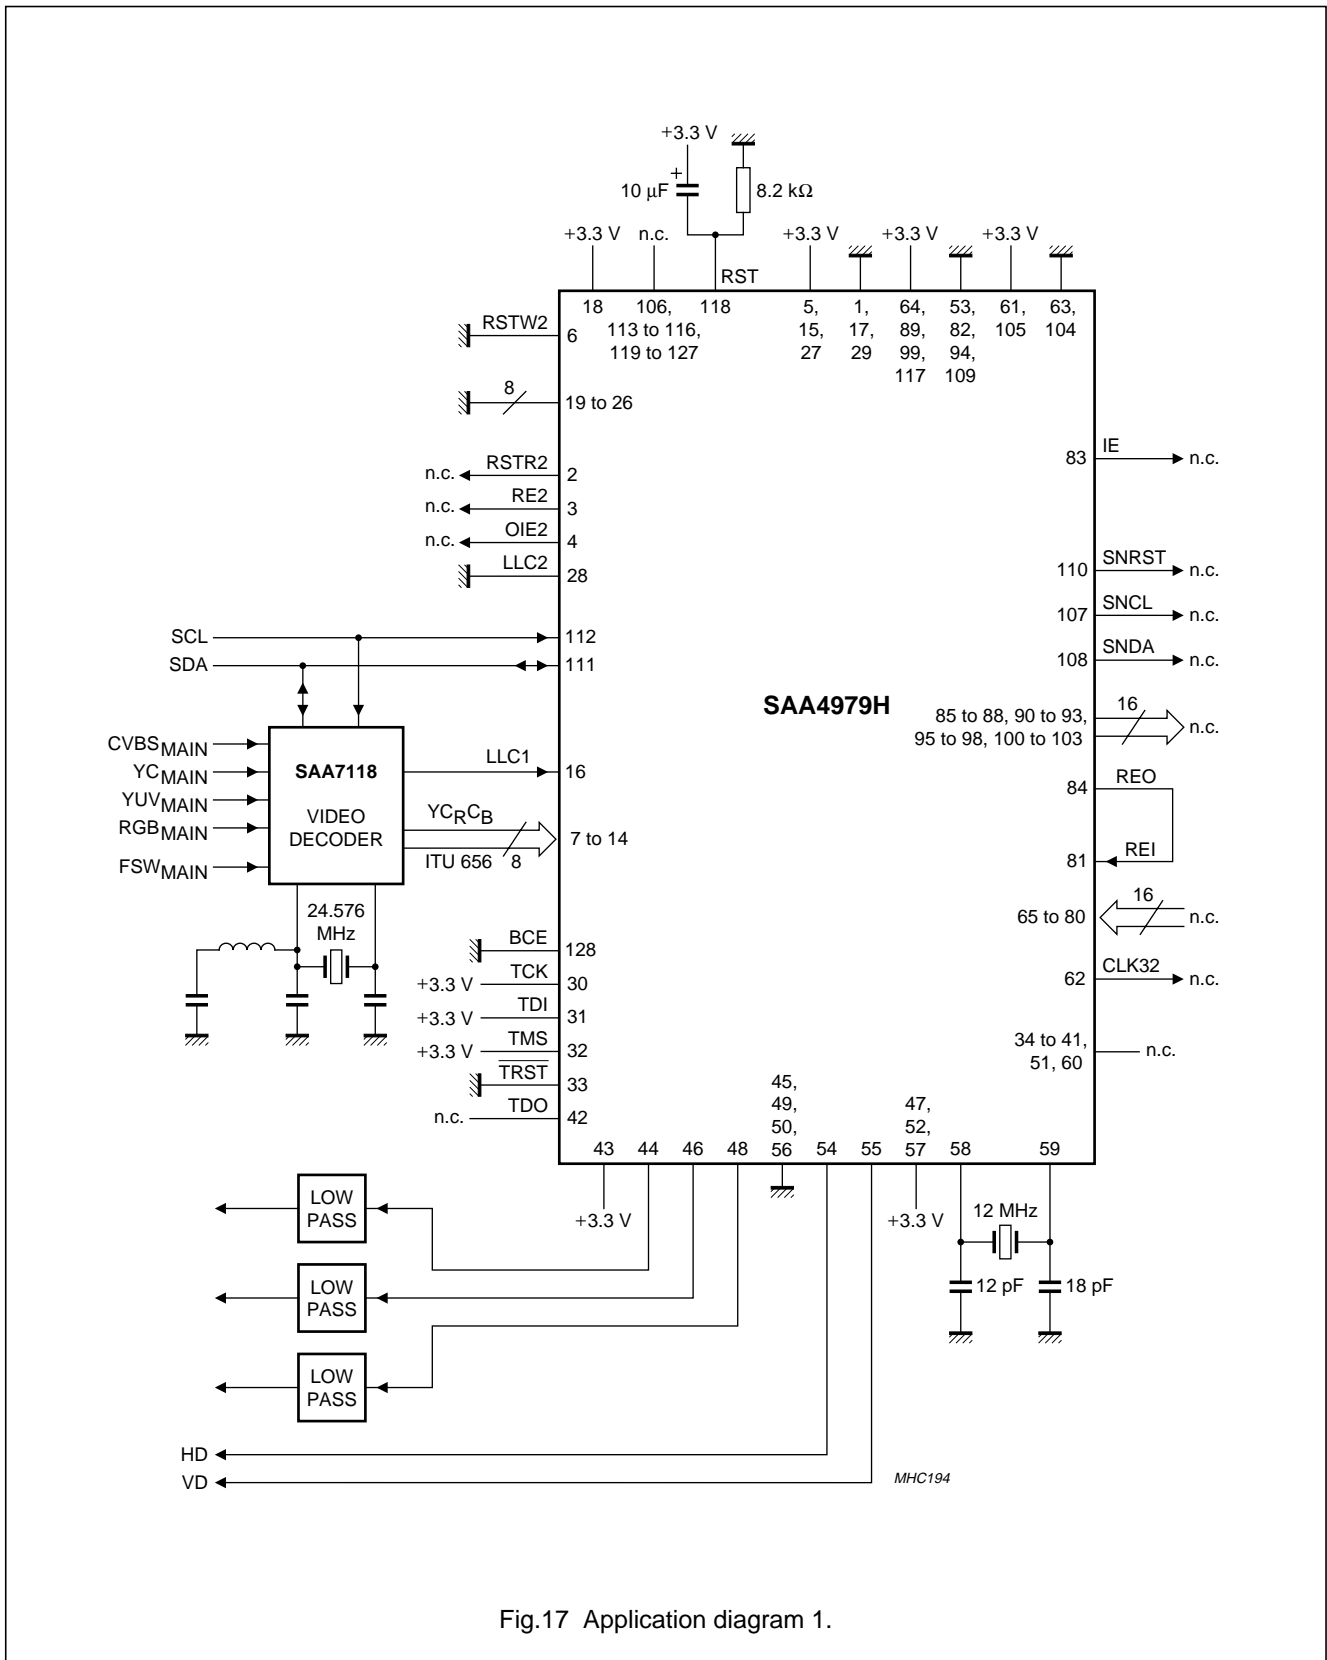 +3.3 V
10 μF
+
8.2 kΩ
+3.3 V
n.c.
RST
+3.3 V
+3.3 V
+3.3 V
18
106,
113 to 116,
119 to 127
118
5,
15,
27
1,
17,
29
64,
89,
99,
117
53,
82,
94,
109
61,
105
63,
104
RSTW2
6
8
19 to 26
n.c.
RSTR2
2
n.c.
RE2
3
n.c.
OIE2
4
LLC2
28
SCL
112
SDA
111
CVBSMAIN
YCMAIN
YUVMAIN
RGBMAIN
FSWMAIN
SAA7118
VIDEO
DECODER
LLC1
16
YCRCB
ITU 656
8
7 to 14
24.576
MHz
BCE
128
+3.3 V
TCK
30
+3.3 V
TDI
31
+3.3 V
TMS
32
TRST
33
n.c.
TDO
42
SAA4979H
83
IE
n.c.
110
SNRST
n.c.
107
SNCL
n.c.
108
SNDA
n.c.
85 to 88, 90 to 93,
95 to 98, 100 to 103
16
n.c.
84
REO
81
REI
65 to 80
16
n.c.
62
CLK32
n.c.
34 to 41,
51, 60
n.c.
43
44
46
48
45,
49,
50,
56
54
55
47,
52,
57
58
59
+3.3 V
+3.3 V
12 MHz
12 pF
18 pF
LOW
PASS
LOW
PASS
LOW
PASS
HD
VD
MHC194
Fig.17 Application diagram 1.